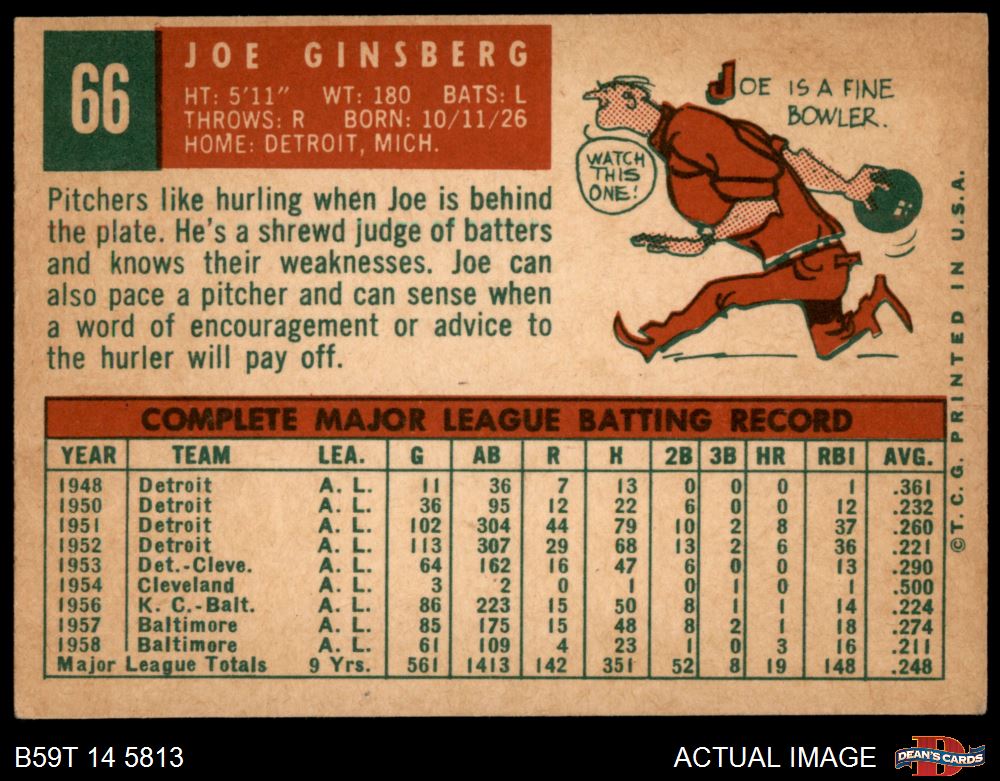 66
JOE GINSBERG
HT: 5'11" WT: 180 BATS: L
THROWS: R BORN: 10/11/26
HOME: DETROIT, MICH.
Pitchers like hurling when Joe is behind
the plate. He's a shrewd judge of batters
and knows their weaknesses. Joe can
also pace a pitcher and can sense when
a word of encouragement or advice to
the hurler will pay off.
JOE IS A FINE
BOWLER.
WATCH
THIS
ONE!
COMPLETE MAJOR LEAGUE BATTING RECORD
YEAR TEAM LEA. G AB R H 2B 3B HR RBI AVG.
1948 Detroit A. L. 11 36 7 13 0 0 0 1 .361
1950 Detroit A. L. 36 95 12 22 6 0 0 12 .232
1951 Detroit A. L. 102 304 44 79 10 2 8 37 .260
1952 Detroit A. L. 113 307 29 68 13 2 6 36 .221
1953 Det.-Cleve. A. L. 64 162 16 47 6 0 0 13 .290
1954 Cleveland A. L. 3 2 0 1 0 1 0 1 .500
1956 K. C.-Balt. A. L. 86 223 15 50 8 1 1 14 .224
1957 Baltimore A. L. 85 175 15 48 8 2 1 18 .274
1958 Baltimore A. L. 61 109 4 23 1 0 3 16 .211
Major League Totals 9 Yrs. 561 1413 142 351 52 8 19 148 .248
© T. C. G. PRINTED IN U.S.A.
B59T 14 5813
ACTUAL IMAGE
D
DEAN'S CARDS